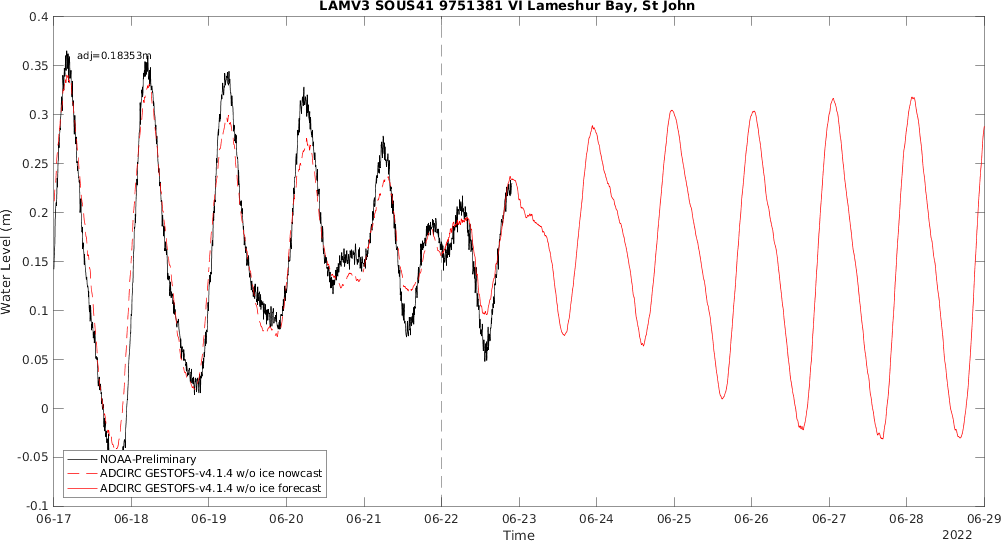 LAMV3 SOUS41 9751381 VI Lameshur Bay, St John
0.4
adj=0.18353m
0.35
0.3
0.25
0.2
0.15
0.1
0.05
0
-0.05
-0.1
Water Level (m)
NOAA-Preliminary
ADCIRC GESTOFS-v4.1.4 w/o ice nowcast
ADCIRC GESTOFS-v4.1.4 w/o ice forecast
06-17 06-18 06-19 06-20 06-21 06-22 06-23 06-24 06-25 06-26 06-27 06-28 06-29
Time
2022